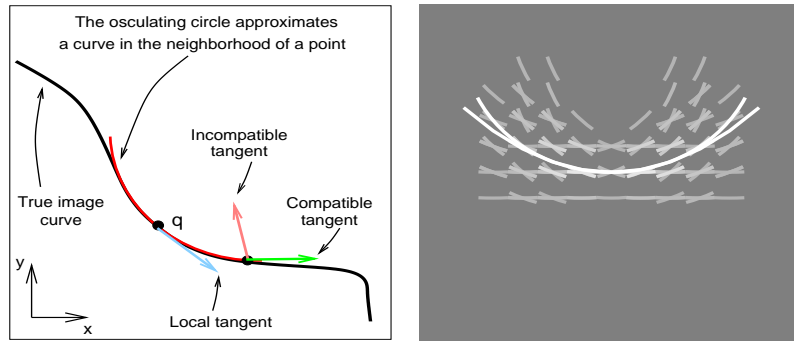 The osculating circle approximates
a curve in the neighborhood of a point
Incompatible
tangent
Compatible
tangent
True image
curve
q
y
x
Local tangent